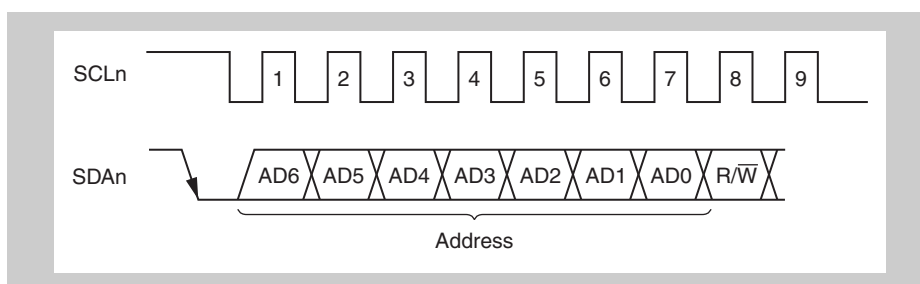 SCLn 1 2 3 4 5 6 7 8 9
SDAn AD6 AD5 AD4 AD3 AD2 AD1 AD0 R/W̅
Address